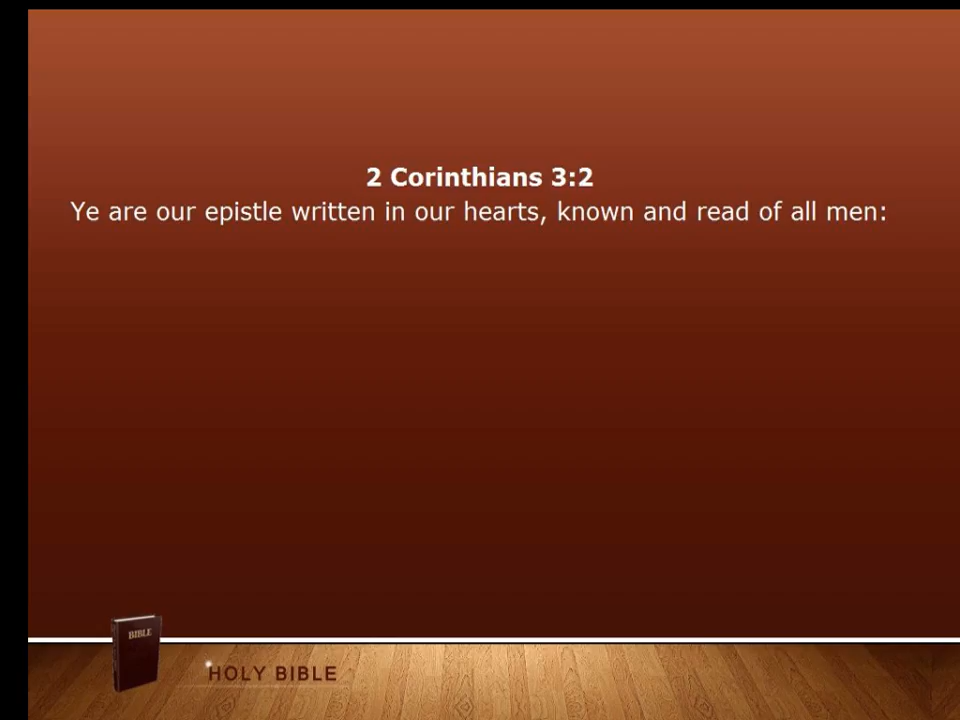 2 Corinthians 3:2
Ye are our epistle written in our hearts, known and read of all men:
BIBLE
HOLY BIBLE